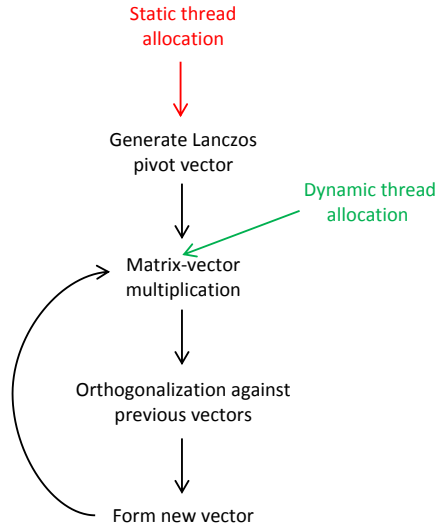 Static thread
allocation
Generate Lanczos
pivot vector
Dynamic thread
allocation
Matrix-vector
multiplication
Orthogonalization against
previous vectors
Form new vector